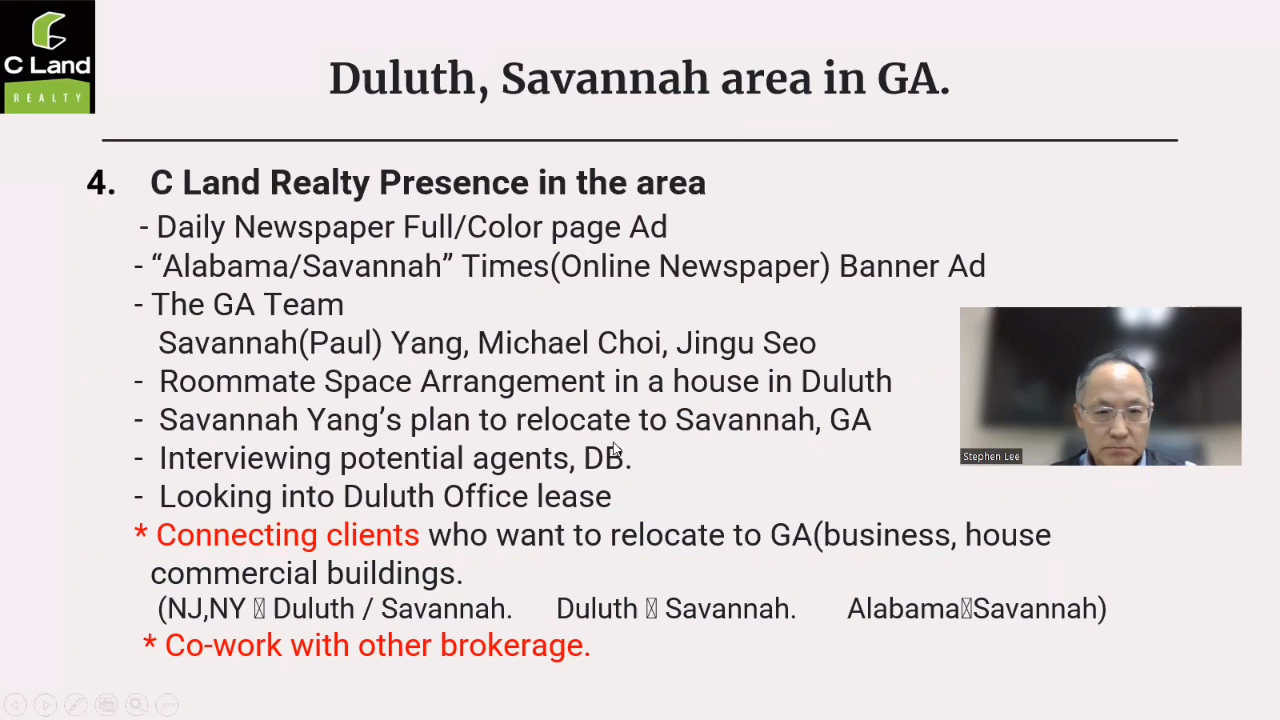 C Land
REALTY
Duluth, Savannah area in GA.
4. C Land Realty Presence in the area
- Daily Newspaper Full/Color page Ad
- “Alabama/Savannah” Times(Online Newspaper) Banner Ad
- The GA Team
Savannah(Paul) Yang, Michael Choi, Jingu Seo
- Roommate Space Arrangement in a house in Duluth
- Savannah Yang’s plan to relocate to Savannah, GA
- Interviewing potential agents, DB.
- Looking into Duluth Office lease
* Connecting clients who want to relocate to GA(business, house
commercial buildings.
(NJ,NY  Duluth / Savannah. Duluth  Savannah. AlabamaSavannah)
* Co-work with other brokerage.
Stephen Lee